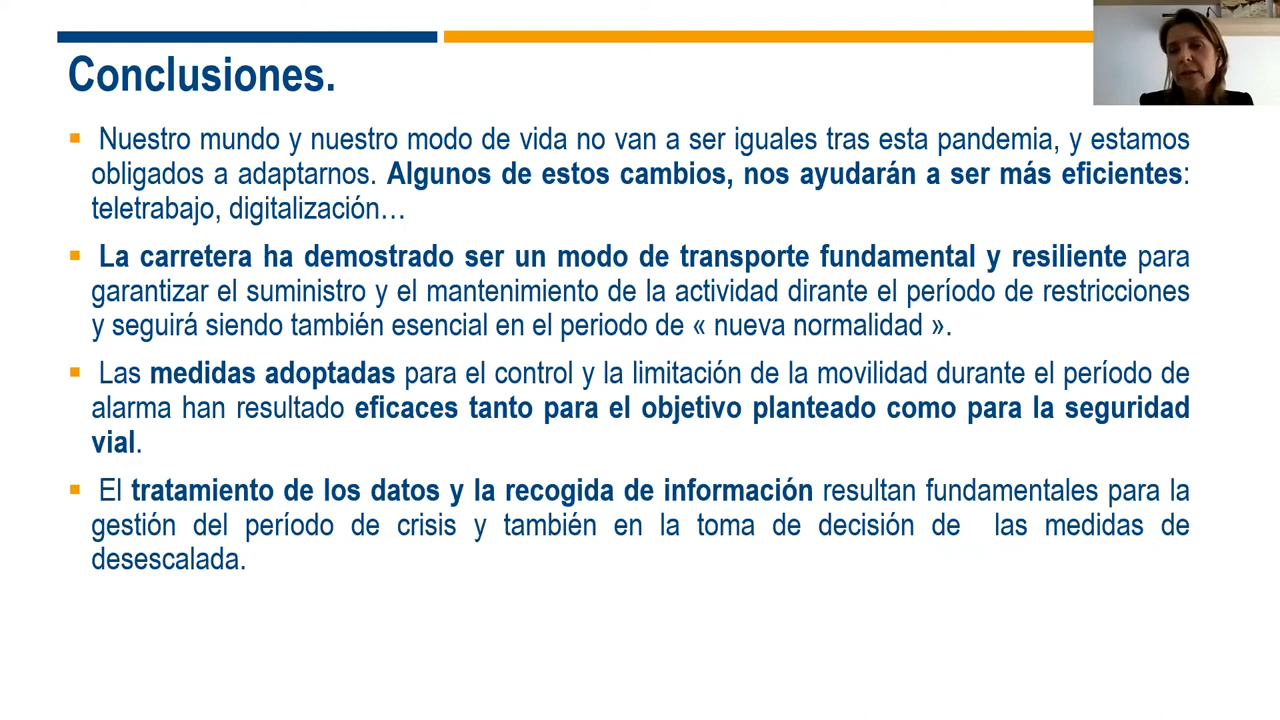 Conclusiones.
Nuestro mundo y nuestro modo de vida no van a ser iguales tras esta pandemia, y estamos
obligados a adaptarnos. Algunos de estos cambios, nos ayudarán a ser más eficientes:
teletrabajo, digitalización…
La carretera ha demostrado ser un modo de transporte fundamental y resiliente para
garantizar el suministro y el mantenimiento de la actividad dirante el período de restricciones
y seguirá siendo también esencial en el periodo de « nueva normalidad ».
Las medidas adoptadas para el control y la limitación de la movilidad durante el período de
alarma han resultado eficaces tanto para el objetivo planteado como para la seguridad
vial.
El tratamiento de los datos y la recogida de información resultan fundamentales para la
gestión del período de crisis y también en la toma de decisión de las medidas de
desescalada.